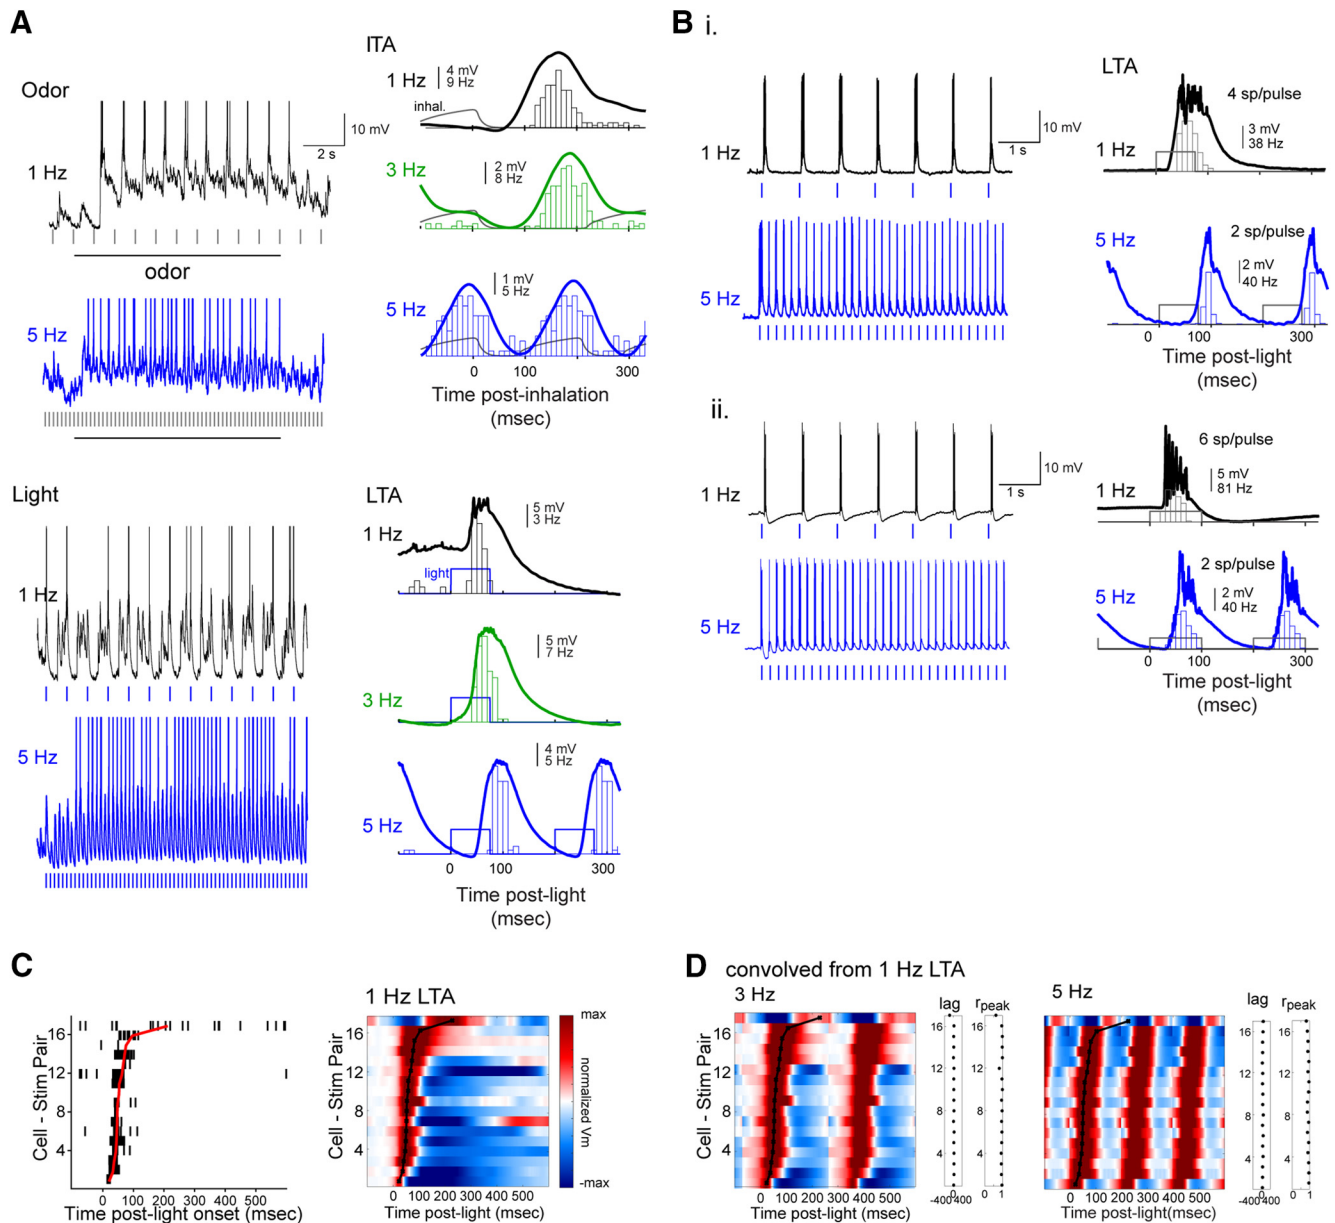 A
Odor
1 Hz
10 mV
2 s
odor
5 Hz
ITA
1 Hz
4 mV
9 Hz
inhal.
3 Hz
2 mV
8 Hz
5 Hz
1 mV
5 Hz
0 100 300
Time post-inhalation
(msec)
Light
1 Hz
5 Hz
LTA
1 Hz
5 mV
3 Hz
light
3 Hz
5 mV
7 Hz
5 Hz
4 mV
5 Hz
0 100 300
Time post-light
(msec)
B
i.
1 Hz
10 mV
1 s
5 Hz
LTA
4 sp/pulse
1 Hz
3 mV
38 Hz
5 Hz
2 sp/pulse
2 mV
40 Hz
0 100 300
Time post-light
(msec)
ii.
1 Hz
10 mV
1 s
5 Hz
6 sp/pulse
1 Hz
5 mV
81 Hz
2 sp/pulse
5 Hz
2 mV
40 Hz
0 100 300
Time post-light
(msec)
C
Cell - Stim Pair
16
12
8
4
0 100 200 300 400 500
Time post-light onset (msec)
1 Hz LTA
Cell - Stim Pair
16
12
8
4
0 100 200 300 400 500
Time post-light (msec)
max
normalized Vm
-max
D
convolved from 1 Hz LTA
3 Hz
Cell - Stim Pair
16
12
8
4
0 100 200 300 400 500
Time post-light (msec)
lag
16
12
8
4
-400 400
rpeak
16
12
8
4
0 1
5 Hz
16
12
8
4
0 100 200 300 400 500
Time post-light(msec)
lag
16
12
8
4
-400 400
rpeak
16
12
8
4
0 1